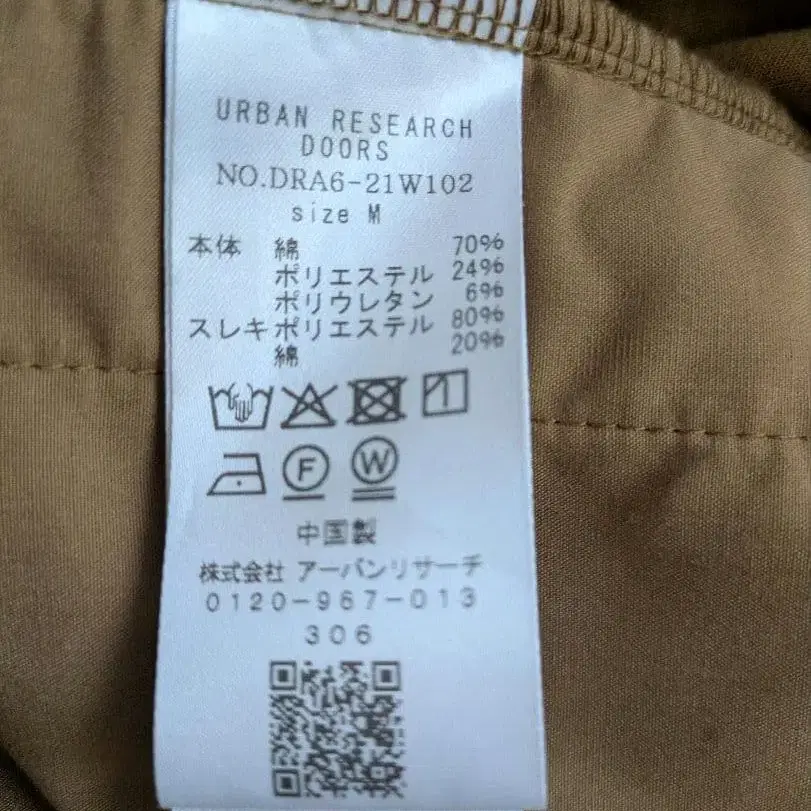 URBAN RESEARCH
DOORS
NO.DRA6-21W102
size M
本体 綿 70%
ポリエステル 24%
ポリウレタン 6%
スレキ ポリエステル 80%
綿 20%
F W
中国製
株式会社 アーバンリサーチ
0120-967-013
306